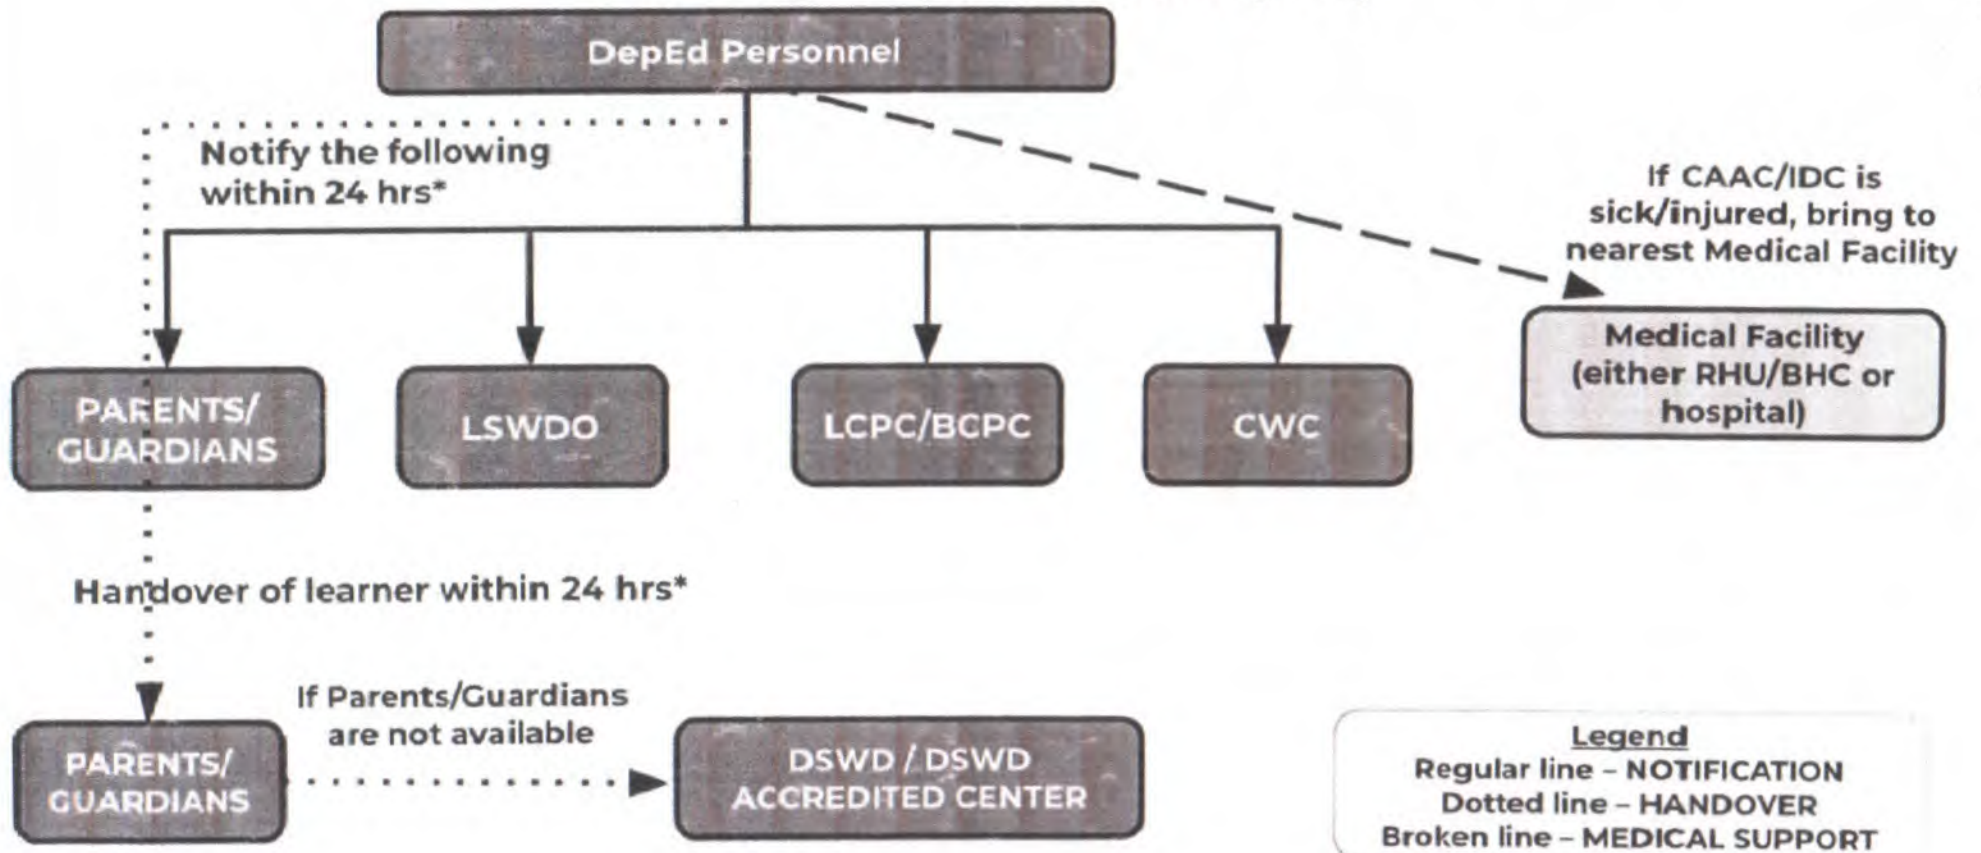 DepEd Personnel
Notify the following
within 24 hrs*
If CAAC/IDC is
sick/injured, bring to
nearest Medical Facility
Medical Facility
(either RHU/BHC or
hospital)
PARENTS/
GUARDIANS
LSWDO
LCPC/BCPC
CWC
Handover of learner within 24 hrs*
If Parents/Guardians
are not available
PARENTS/
GUARDIANS
DSWD / DSWD
ACCREDITED CENTER
Legend
Regular line – NOTIFICATION
Dotted line – HANDOVER
Broken line – MEDICAL SUPPORT